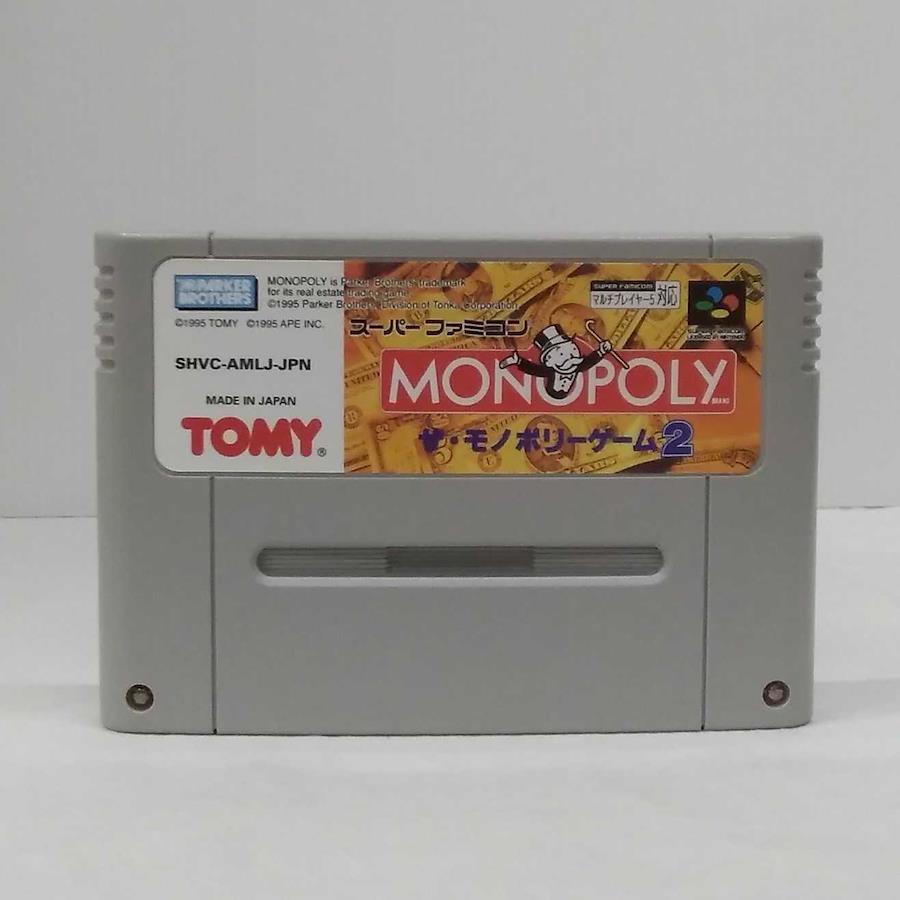 PARKER
BROTHERS
MONOPOLY is Parker Brothers' trademark
for its real estate trading game.
©1995 Parker Brothers, Division of Tonka Corporation
©1995 TOMY ©1995 APE INC.
SUPER FAMICOM
マルチプレイヤー5 対応
スーパーファミコン
SHVC-AMLJ-JPN
MONOPOLY
BRAND
MADE IN JAPAN
TOMY®
ザ・モノポリーゲーム2